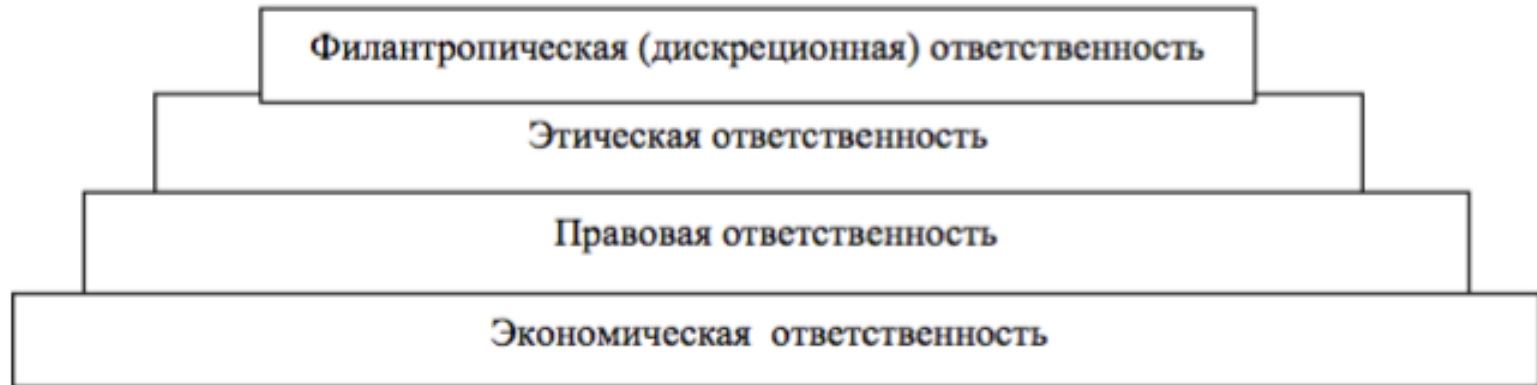 Филантропическая (дискреционная) ответственность
Этическая ответственность
Правовая ответственность
Экономическая ответственность